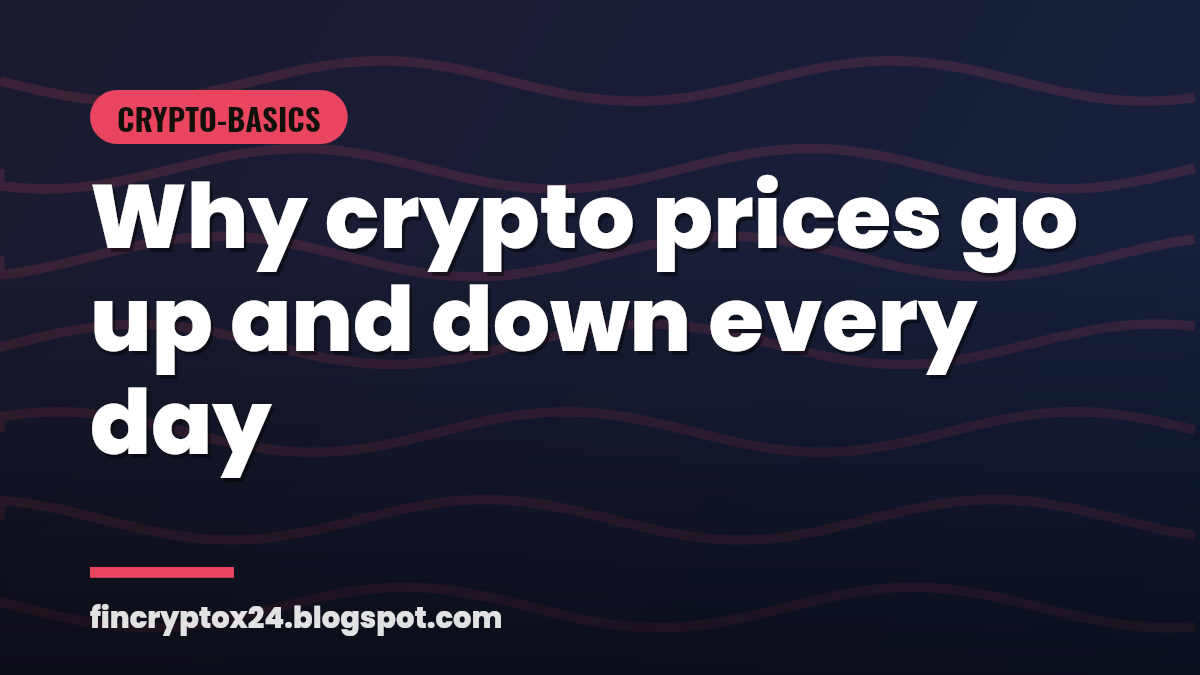 CRYPTO-BASICS
Why crypto prices go
up and down every
day
fincryptox24.blogspot.com